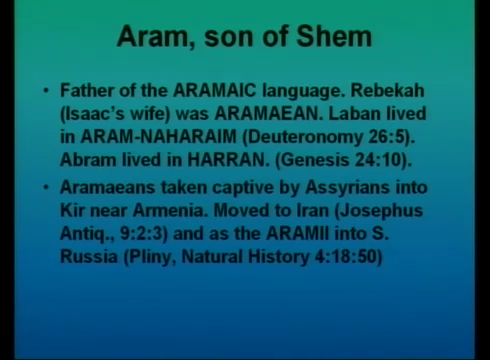 Aram, son of Shem
• Father of the ARAMAIC language. Rebekah
(Isaac's wife) was ARAMAEAN. Laban lived
in ARAM-NAHARAIM (Deuteronomy 26:5).
Abram lived in HARRAN. (Genesis 24:10).
• Aramaeans taken captive by Assyrians into
Kir near Armenia. Moved to Iran (Josephus
Antiq., 9:2:3) and as the ARAMII into S.
Russia (Pliny, Natural History 4:18:50)